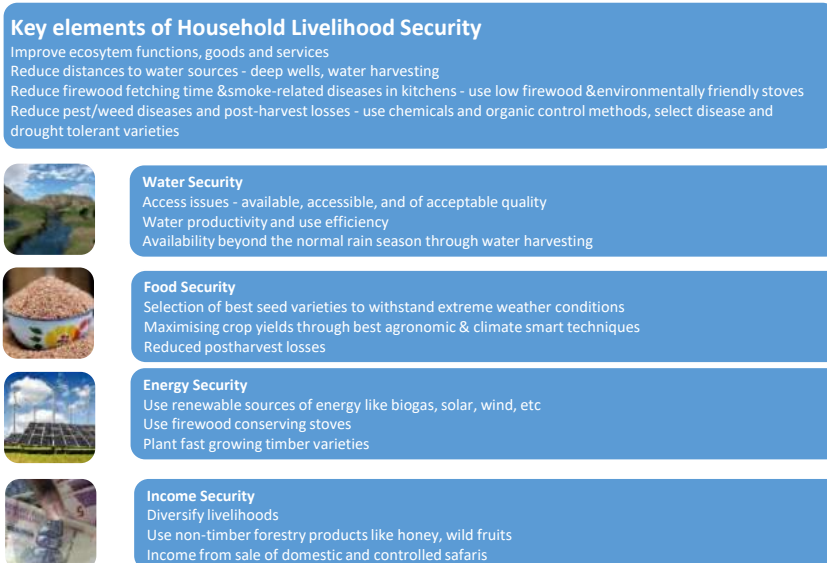 Key elements of Household Livelihood Security
Improve ecosytem functions, goods and services
Reduce distances to water sources - deep wells, water harvesting
Reduce firewood fetching time &smoke-related diseases in kitchens - use low firewood &environmentally friendly stoves
Reduce pest/weed diseases and post-harvest losses - use chemicals and organic control methods, select disease and
drought tolerant varieties
Water Security
Access issues - available, accessible, and of acceptable quality
Water productivity and use efficiency
Availability beyond the normal rain season through water harvesting
Food Security
Selection of best seed varieties to withstand extreme weather conditions
Maximising crop yields through best agronomic & climate smart techniques
Reduced postharvest losses
Energy Security
Use renewable sources of energy like biogas, solar, wind, etc
Use firewood conserving stoves
Plant fast growing timber varieties
Income Security
Diversify livelihoods
Use non-timber forestry products like honey, wild fruits
Income from sale of domestic and controlled safaris